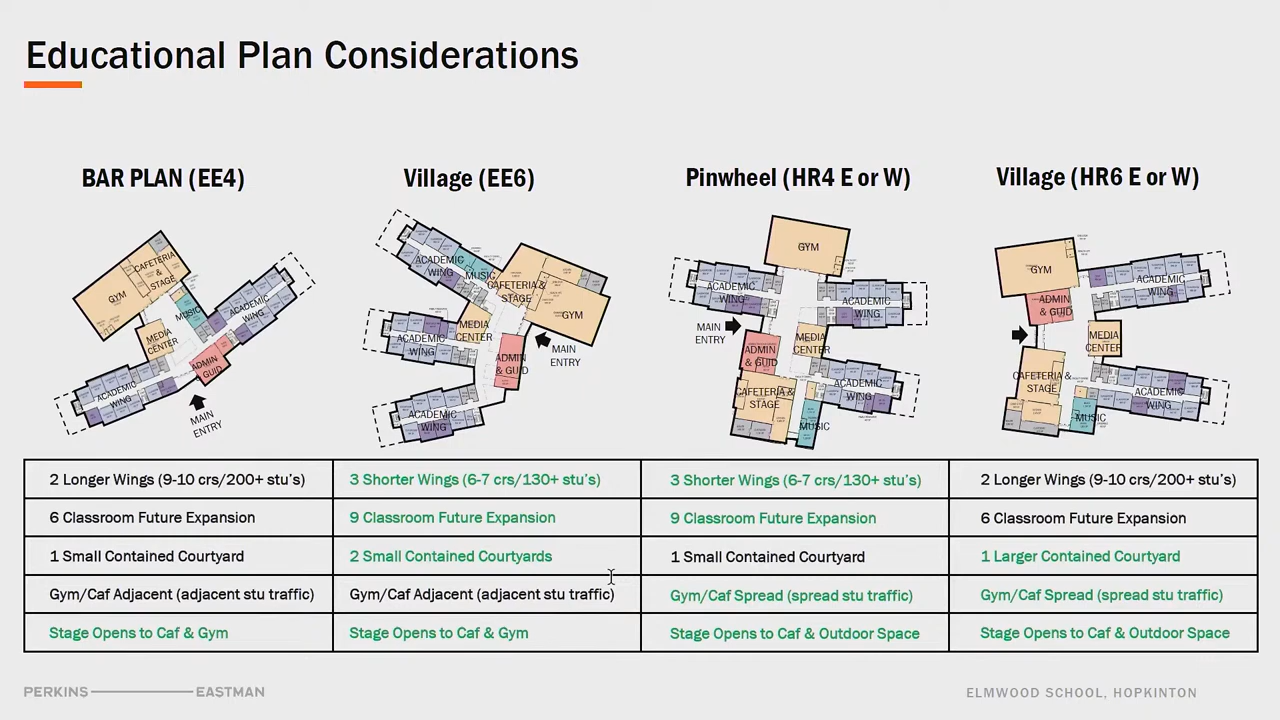 Educational Plan Considerations
BAR PLAN (EE4)
Village (EE6)
Pinwheel (HR4 E or W)
Village (HR6 E or W)
GYM
CAFETERIA
&
STAGE
MUSIC
ACADEMIC
WING
MEDIA
CENTER
ADMIN
& GUID
ACADEMIC
WING
MAIN
ENTRY
ACADEMIC
WING
MUSIC
CAFETERIA &
STAGE
GYM
MEDIA
CENTER
ACADEMIC
WING
ADMIN
& GUID
MAIN
ENTRY
ACADEMIC
WING
GYM
ACADEMIC
WING
ACADEMIC
WING
MAIN
ENTRY
MEDIA
CENTER
ADMIN
& GUID
CAFETERIA &
STAGE
ACADEMIC
WING
MUSIC
GYM
ACADEMIC
WING
ADMIN
& GUID
MEDIA
CENTER
CAFETERIA &
STAGE
ACADEMIC
WING
MUSIC
2 Longer Wings (9-10 crs/200+ stu's)
3 Shorter Wings (6-7 crs/130+ stu's)
3 Shorter Wings (6-7 crs/130+ stu's)
2 Longer Wings (9-10 crs/200+ stu's)
6 Classroom Future Expansion
9 Classroom Future Expansion
9 Classroom Future Expansion
6 Classroom Future Expansion
1 Small Contained Courtyard
2 Small Contained Courtyards
1 Small Contained Courtyard
1 Larger Contained Courtyard
Gym/Caf Adjacent (adjacent stu traffic)
Gym/Caf Adjacent (adjacent stu traffic)
Gym/Caf Spread (spread stu traffic)
Gym/Caf Spread (spread stu traffic)
Stage Opens to Caf & Gym
Stage Opens to Caf & Gym
Stage Opens to Caf & Outdoor Space
Stage Opens to Caf & Outdoor Space
PERKINS EASTMAN
ELMWOOD SCHOOL, HOPKINTON